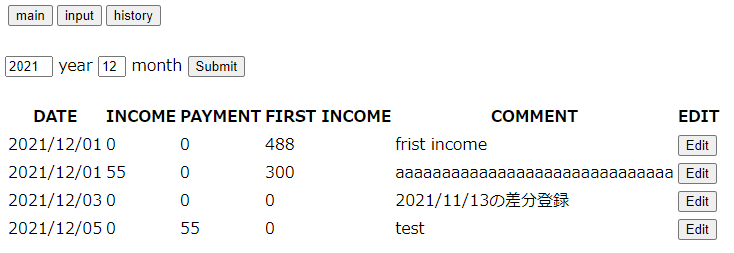 main input history
2021 year 12 month Submit
DATE INCOME PAYMENT FIRST INCOME COMMENT EDIT
2021/12/01 0 0 488 frist income Edit
2021/12/01 55 0 300 aaaaaaaaaaaaaaaaaaaaaaaaaaaaaa Edit
2021/12/03 0 0 0 2021/11/13の差分登録 Edit
2021/12/05 0 55 0 test Edit